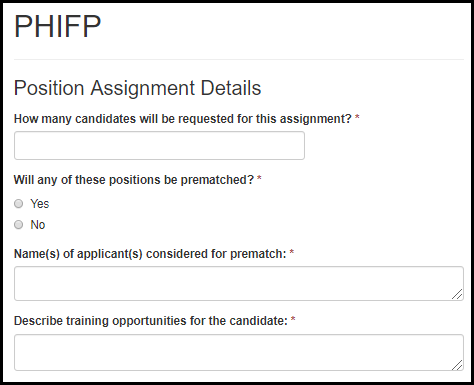 PHIFP
Position Assignment Details
How many candidates will be requested for this assignment? *
Will any of these positions be prematched? *
Yes
No
Name(s) of applicant(s) considered for prematch: *
Describe training opportunities for the candidate: *